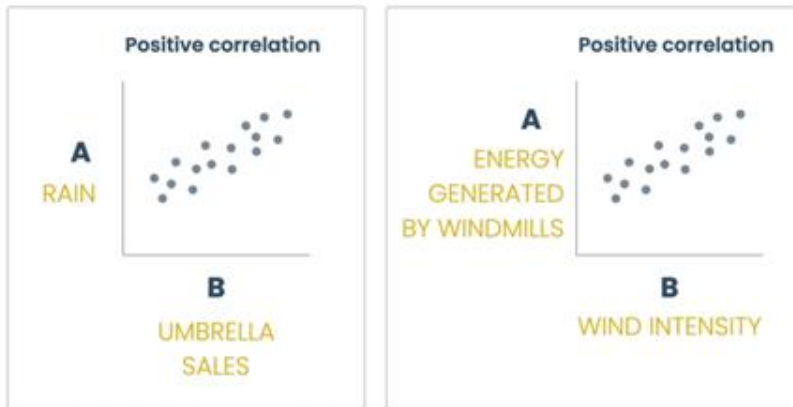 Positive correlation
A
RAIN
B
UMBRELLA
SALES
Positive correlation
A
ENERGY
GENERATED
BY WINDMILLS
B
WIND INTENSITY